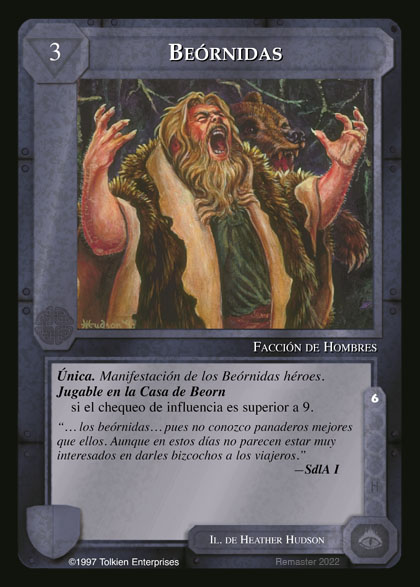 3
BEÓRNIDAS
Hudson
FACCIÓN DE HOMBRES
Única. Manifestación de los Beórnidas héroes.
Jugable en la Casa de Beorn
si el chequeo de influencia es superior a 9.
6
“… los beórnidas… pues no conozco panaderos mejores
que ellos. Aunque en estos días no parecen estar muy
interesados en darles bizcochos a los viajeros.”
—SdlA I
H
IL. DE HEATHER HUDSON
©1997 Tolkien Enterprises
Remaster 2022